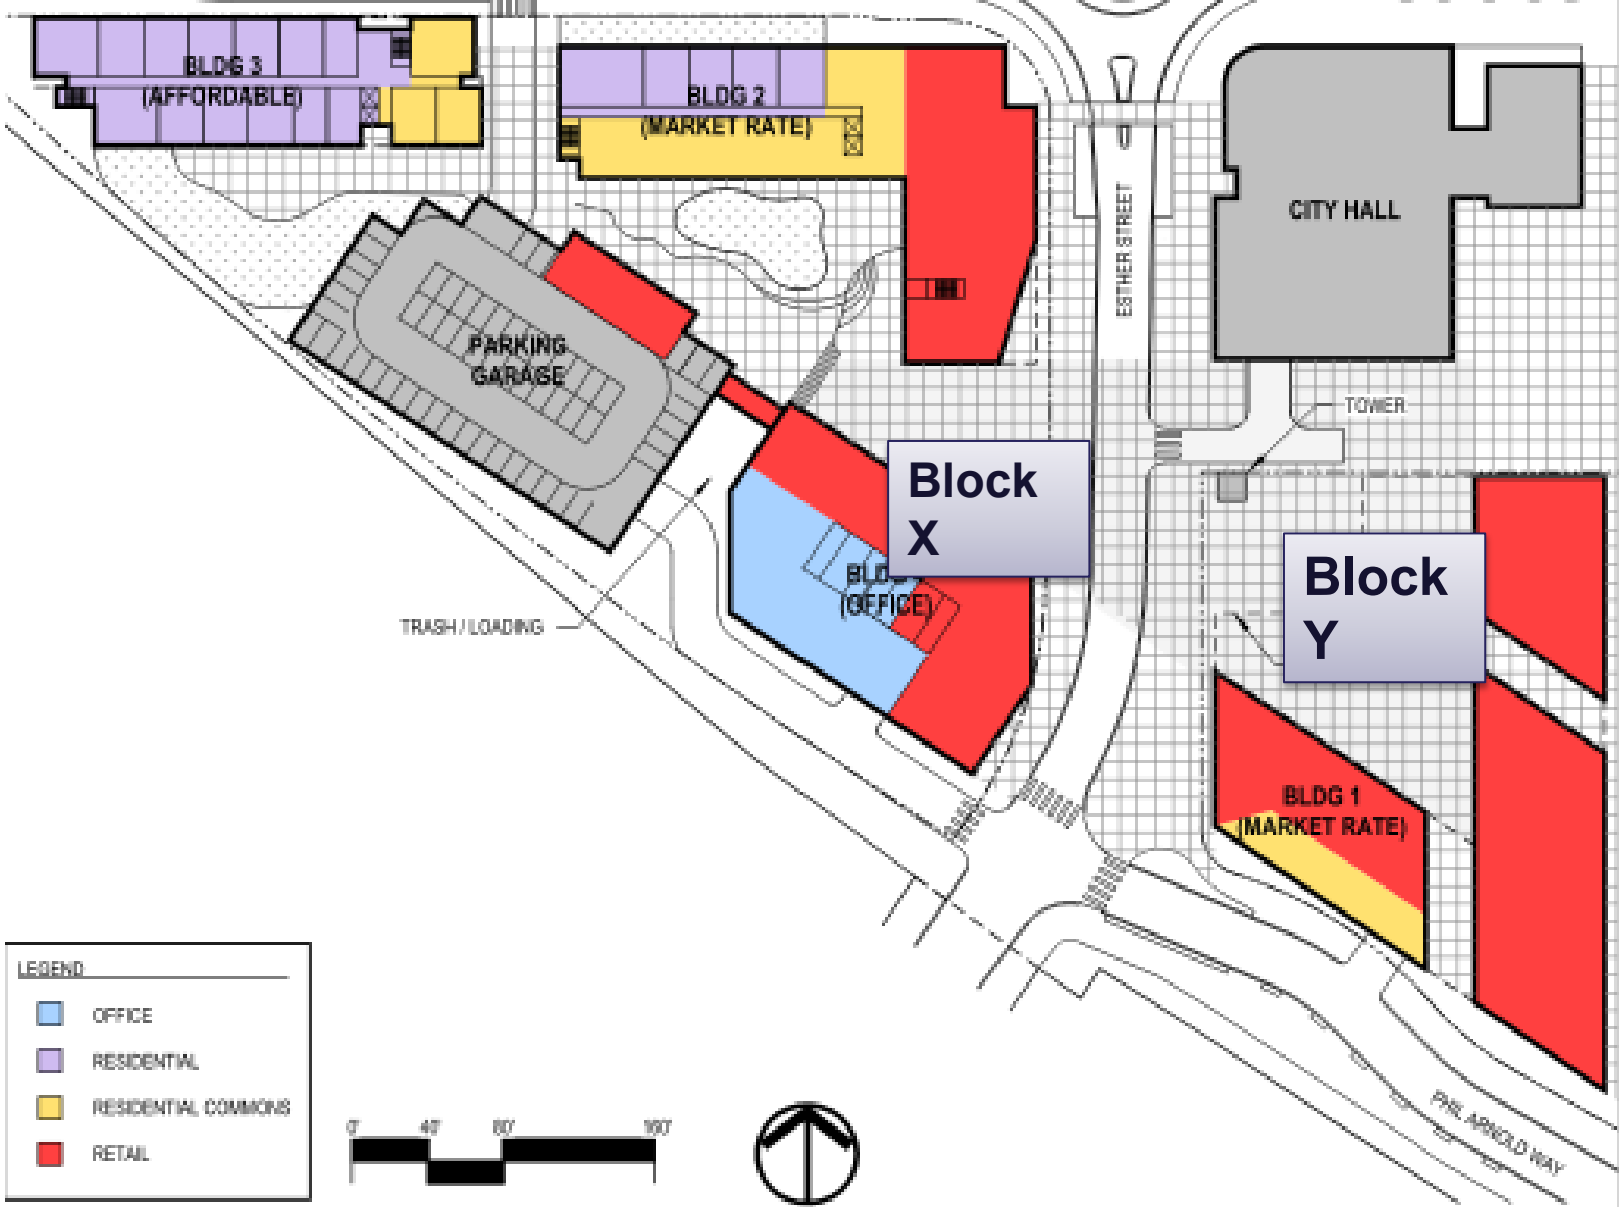 BLDG 3
(AFFORDABLE)
BLDG 2
(MARKET RATE)
CITY HALL
ESTHER STREET
PARKING
GARAGE
TOWER
Block
X
Block
Y
BLDG
(OFFICE)
TRASH / LOADING
BLDG 1
(MARKET RATE)
LEGEND
OFFICE
RESIDENTIAL
RESIDENTIAL COMMONS
RETAIL
0' 40' 80' 160'
PHIL ARNOLD WAY